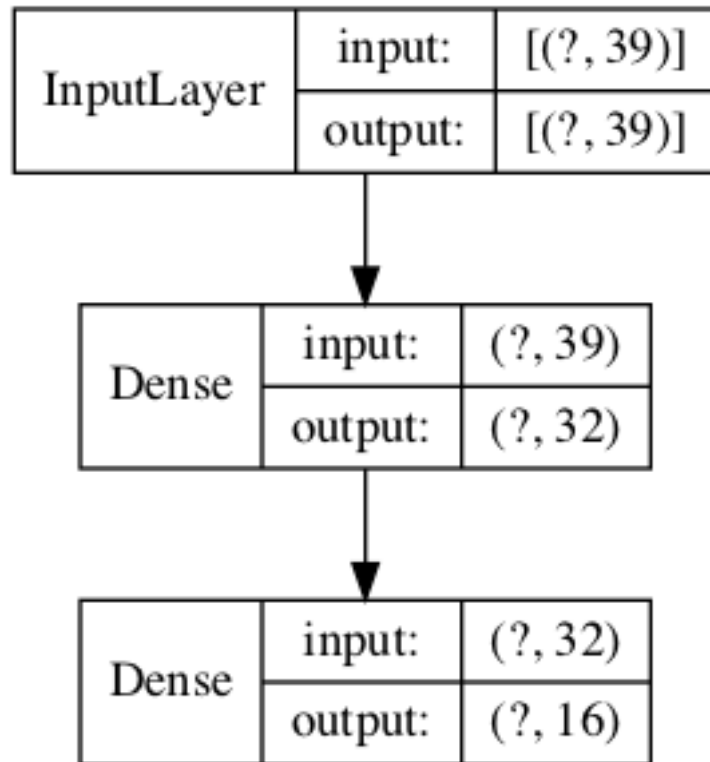 InputLayer
input: [(?, 39)]
output: [(?, 39)]
Dense
input: (?, 39)
output: (?, 32)
Dense
input: (?, 32)
output: (?, 16)